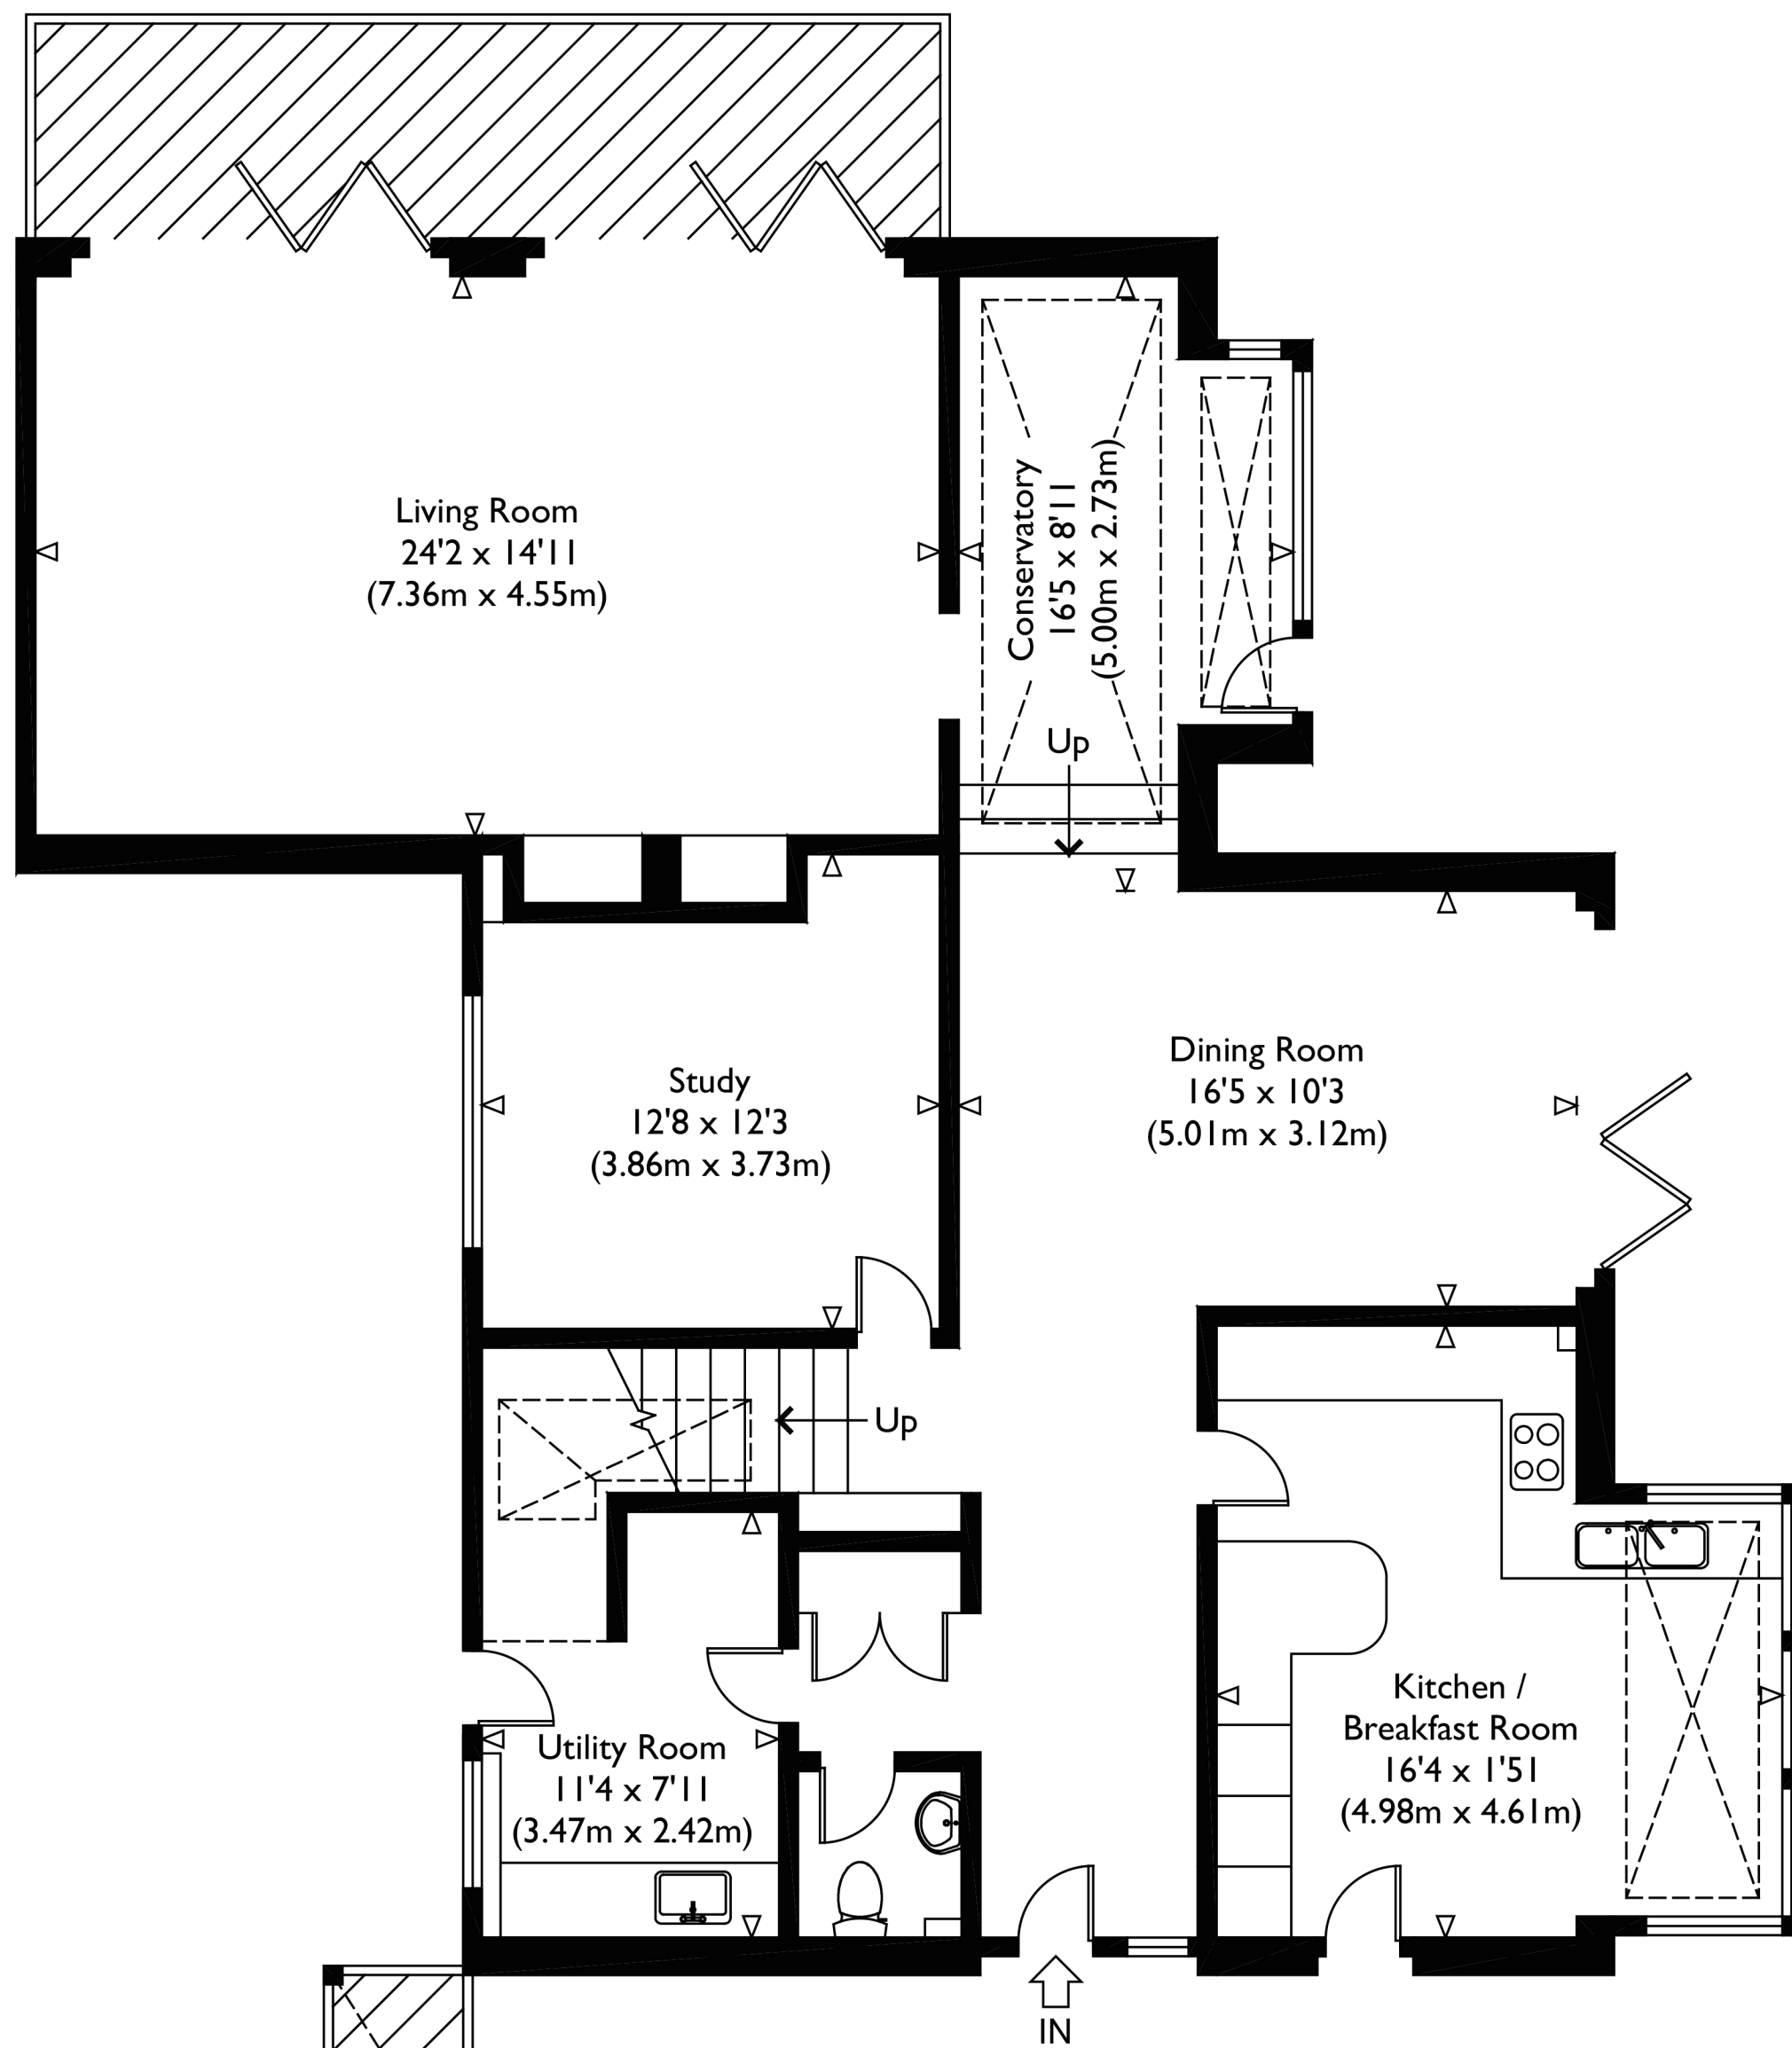 Living Room
24'2 x 14'11
(7.36m x 4.55m)
Conservatory
16'5 x 8'11
(5.00m x 2.73m)
Up
Study
12'8 x 12'3
(3.86m x 3.73m)
Dining Room
16'5 x 10'3
(5.01m x 3.12m)
Up
Utility Room
11'4 x 7'11
(3.47m x 2.42m)
Kitchen /
Breakfast Room
16'4 x 1'51
(4.98m x 4.61m)
IN